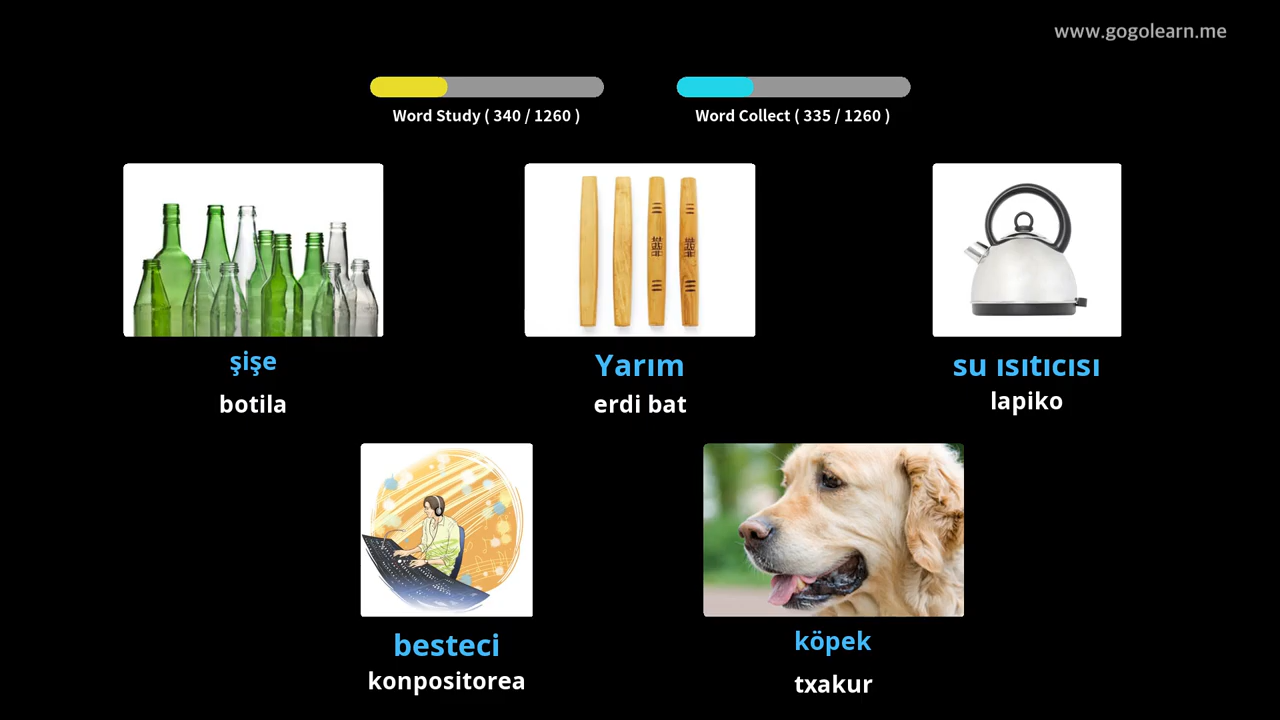 www.gogolearn.me
Word Study ( 340 / 1260 )
Word Collect ( 335 / 1260 )
şişe
botila
Yarım
erdi bat
su ısıtıcısı
lapiko
besteci
konpositorea
köpek
txakur